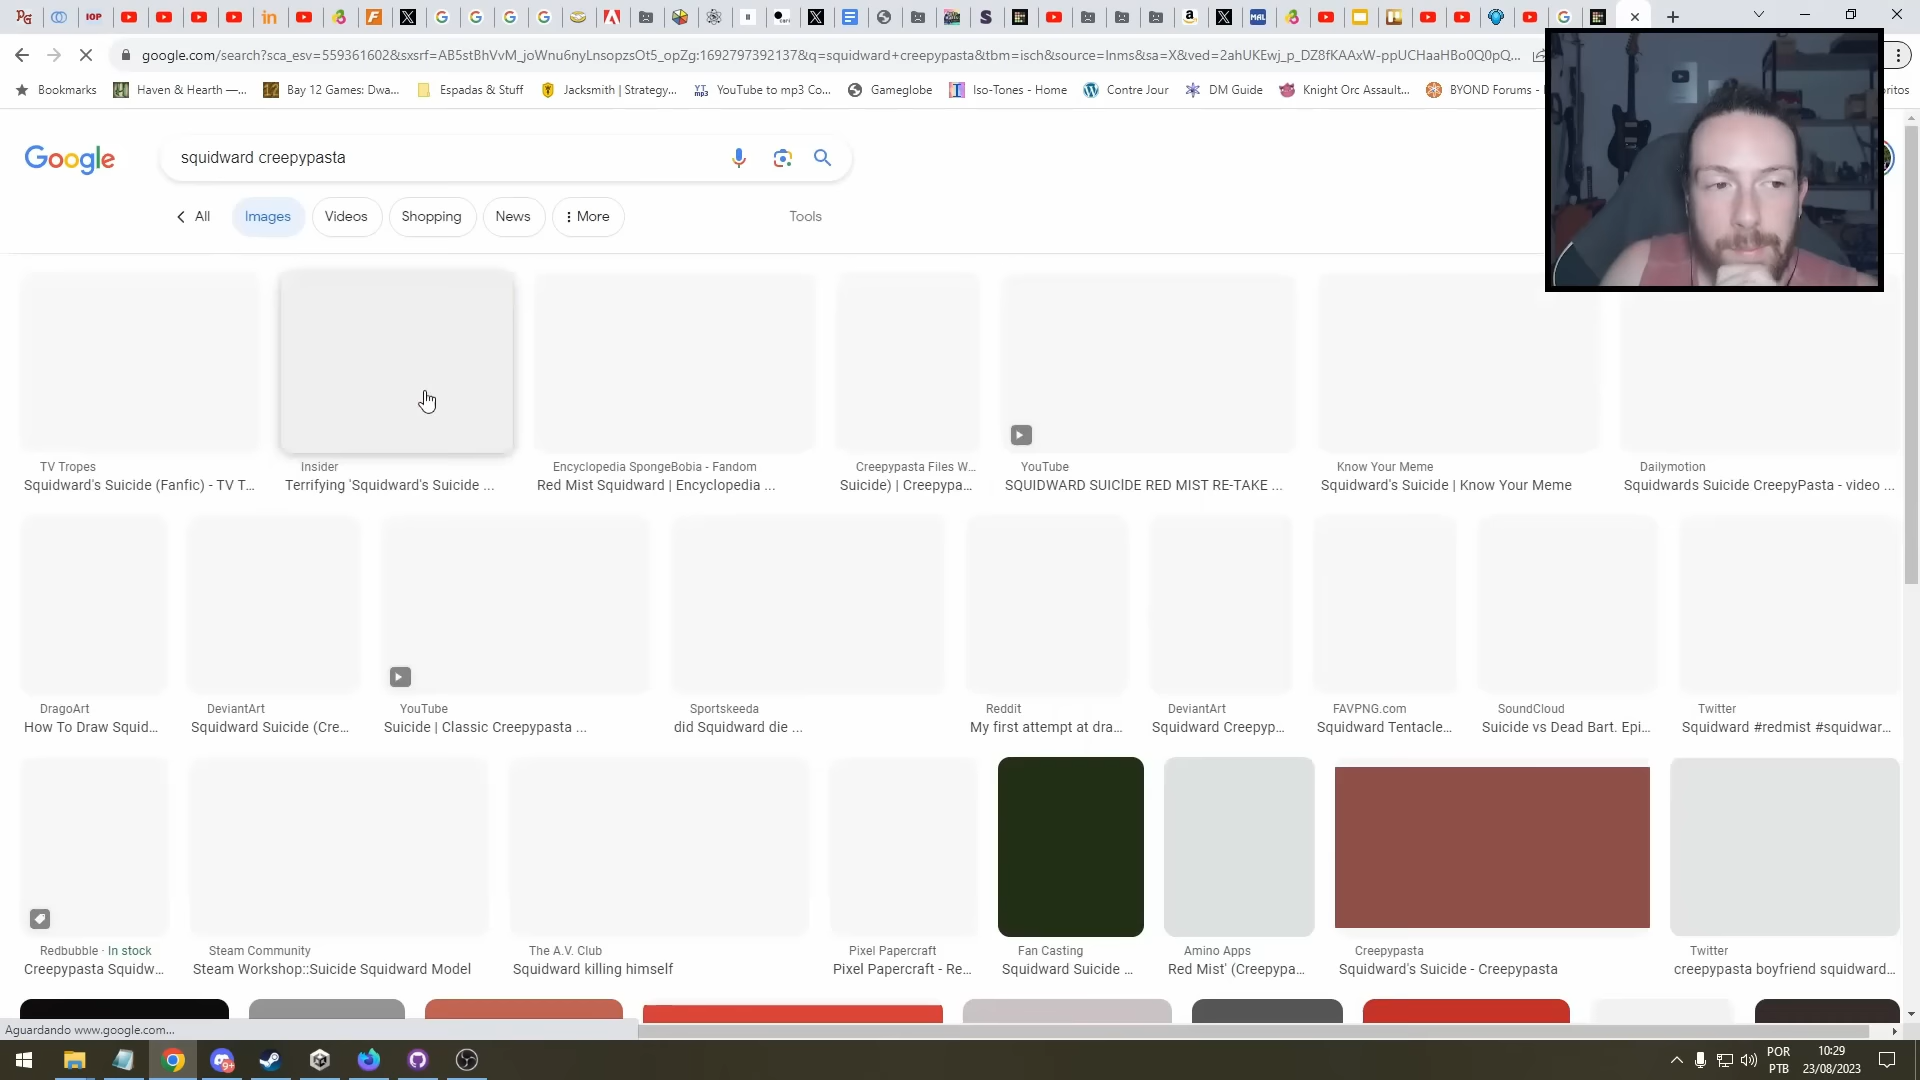 google.com/search?sca_esv=559361602&sxsrf=AB5stBhVvM_joWnu6nyLnsopzsOt5_opZg:1692797392137&q=squidward+creepypasta&tbm=isch&source=lnms&sa=X&ved=2ahUKEwj_p_DZ8fKAAxW-ppUCHaaHBo0Q0pQ...
Bookmarks
Haven & Hearth —...
Bay 12 Games: Dwa...
Espadas & Stuff
Jacksmith | Strategy...
YouTube to mp3 Co...
Gameglobe
Iso-Tones - Home
Contre Jour
DM Guide
Knight Orc Assault...
BYOND Forums -
Google
squidward creepypasta
All
Images
Videos
Shopping
News
More
Tools
TV Tropes
Squidward's Suicide (Fanfic) - TV T...
Insider
Terrifying 'Squidward's Suicide ...
Encyclopedia SpongeBobia - Fandom
Red Mist Squidward | Encyclopedia ...
Creepypasta Files W...
Suicide) | Creepypa...
YouTube
SQUIDWARD SUICIDE RED MIST RE-TAKE ...
Know Your Meme
Squidward's Suicide | Know Your Meme
Dailymotion
Squidwards Suicide CreepyPasta - video ...
DragoArt
How To Draw Squid...
DeviantArt
Squidward Suicide (Cre...
YouTube
Suicide | Classic Creepypasta ...
Sportskeeda
did Squidward die ...
Reddit
My first attempt at dra...
DeviantArt
Squidward Creepyp...
FAVPNG.com
Squidward Tentacle...
SoundCloud
Suicide vs Dead Bart. Epi...
Twitter
Squidward #redmist #squidwar...
Redbubble · In stock
Creepypasta Squidw...
Steam Community
Steam Workshop::Suicide Squidward Model
The A.V. Club
Squidward killing himself
Pixel Papercraft
Pixel Papercraft - Re...
Fan Casting
Squidward Suicide ...
Amino Apps
Red Mist' (Creepypa...
Creepypasta
Squidward's Suicide - Creepypasta
Twitter
creepypasta boyfriend squidward...
Aguardando www.google.com...
POR
PTB
10:29
23/08/2023